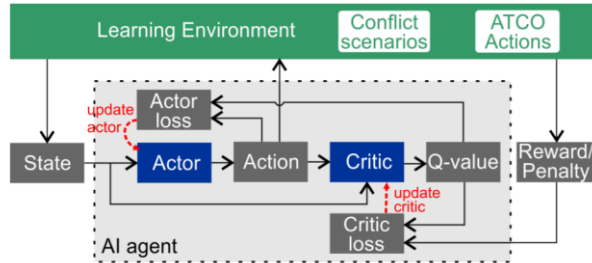 Learning Environment
Conflict
scenarios
ATCO
Actions
Actor
loss
update
actor
State
Actor
Action
Critic
Q-value
Reward/
Penalty
update
critic
Critic
loss
AI agent